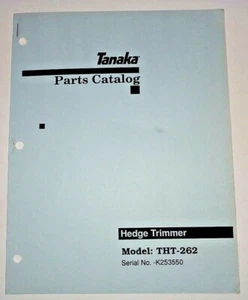 Tanaka
Parts Catalog
Hedge Trimmer
Model: THT-262
Serial No. -K253550